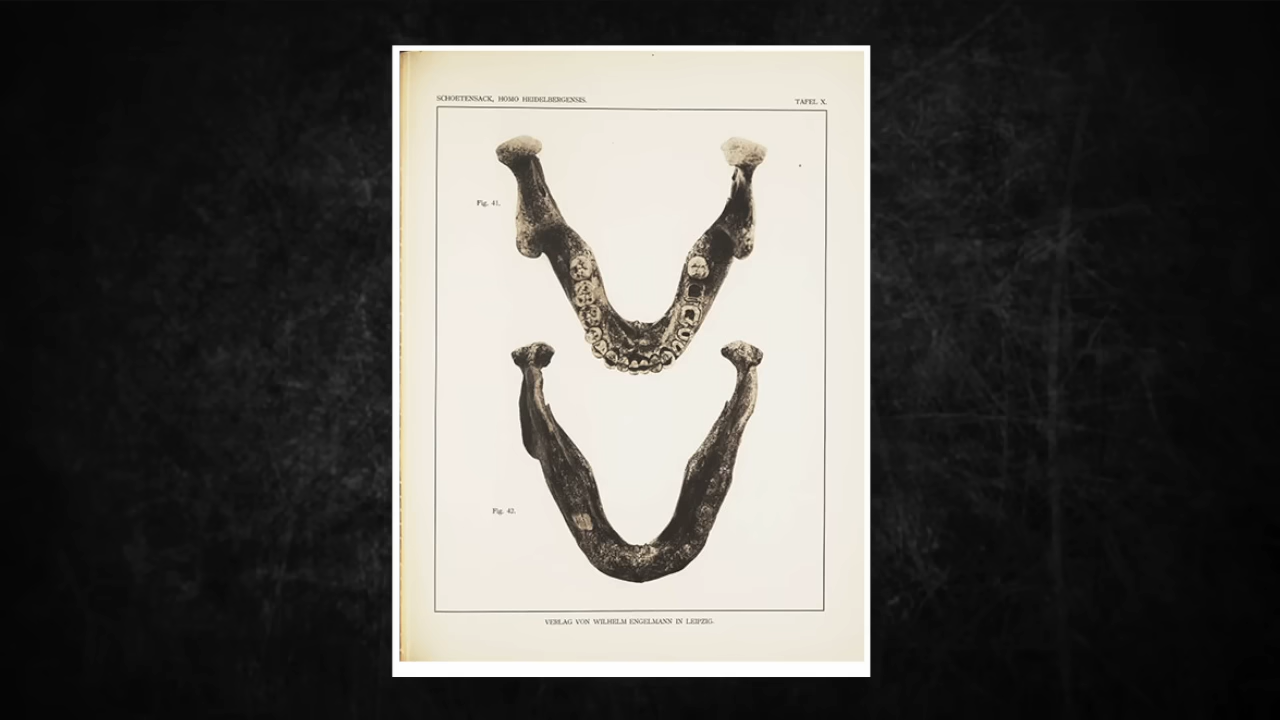 SCHOETENSACK, HOMO HEIDELBERGENSIS.
TAFEL X.
Fig. 41.
Fig. 42.
VERLAG VON WILHELM ENGELMANN IN LEIPZIG.